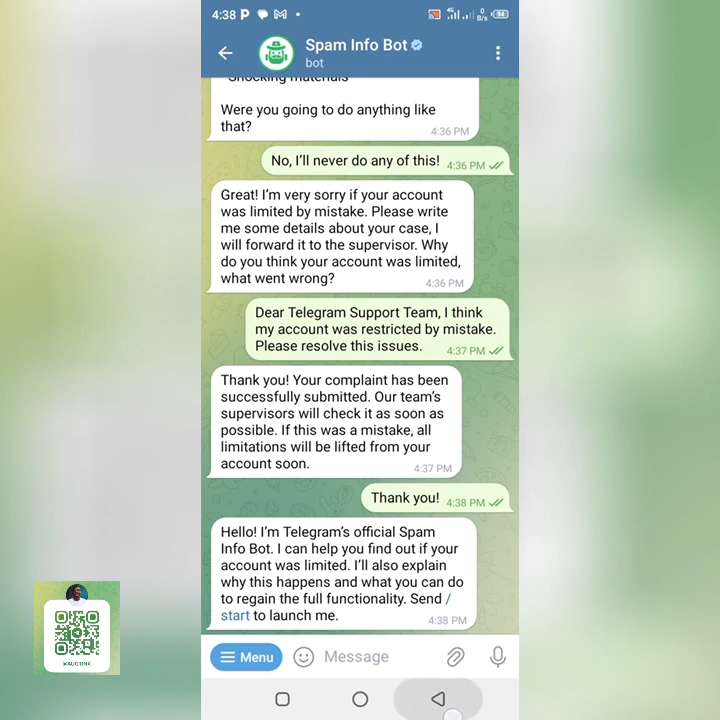 4:38
4G
0
B/s
94
Spam Info Bot
bot
Shocking materials
Were you going to do anything like
that?
4:36 PM
No, I'll never do any of this!
4:36 PM
Great! I'm very sorry if your account
was limited by mistake. Please write
me some details about your case, I
will forward it to the supervisor. Why
do you think your account was limited,
what went wrong?
4:36 PM
Dear Telegram Support Team, I think
my account was restricted by mistake.
Please resolve this issues.
4:37 PM
Thank you! Your complaint has been
successfully submitted. Our team's
supervisors will check it as soon as
possible. If this was a mistake, all
limitations will be lifted from your
account soon.
4:37 PM
Thank you!
4:38 PM
Hello! I'm Telegram's official Spam
Info Bot. I can help you find out if your
account was limited. I'll also explain
why this happens and what you can do
to regain the full functionality. Send /
start to launch me.
4:38 PM
Menu
Message